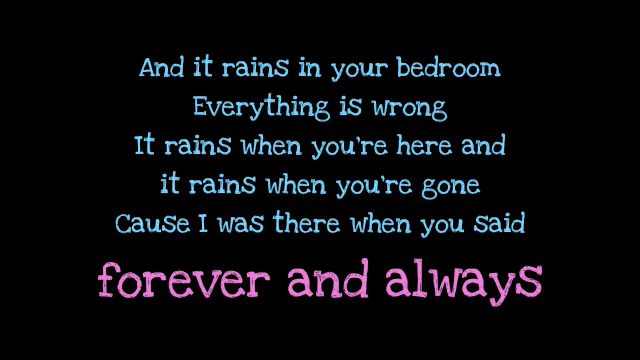 And it rains in your bedroom
Everything is wrong
It rains when you're here and
it rains when you're gone
Cause I was there when you said
forever and always